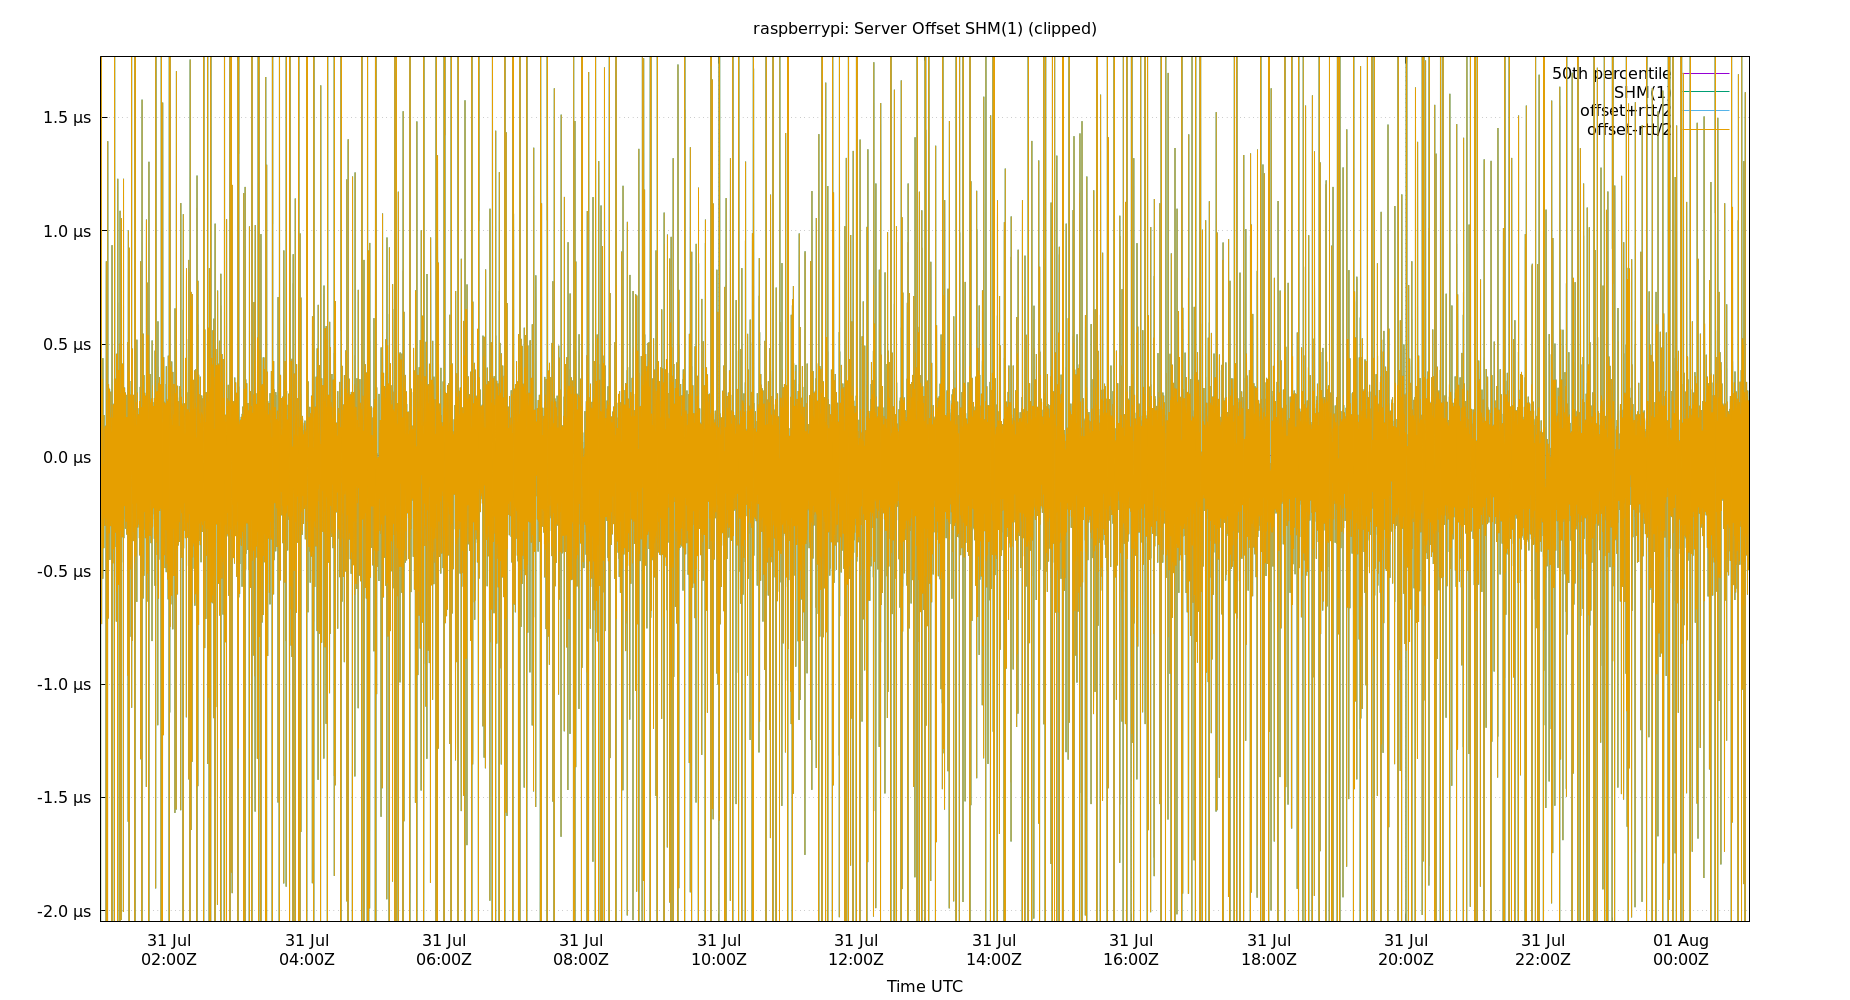 raspberrypi: Server Offset SHM(1) (clipped)
50th percentile
SHM(1)
offset+rtt/2
offset-rtt/2
1.5 µs
1.0 µs
0.5 µs
0.0 µs
-0.5 µs
-1.0 µs
-1.5 µs
-2.0 µs
31 Jul 31 Jul 31 Jul 31 Jul 31 Jul 31 Jul 31 Jul 31 Jul 31 Jul 31 Jul 31 Jul 01 Aug
02:00Z 04:00Z 06:00Z 08:00Z 10:00Z 12:00Z 14:00Z 16:00Z 18:00Z 20:00Z 22:00Z 00:00Z
Time UTC